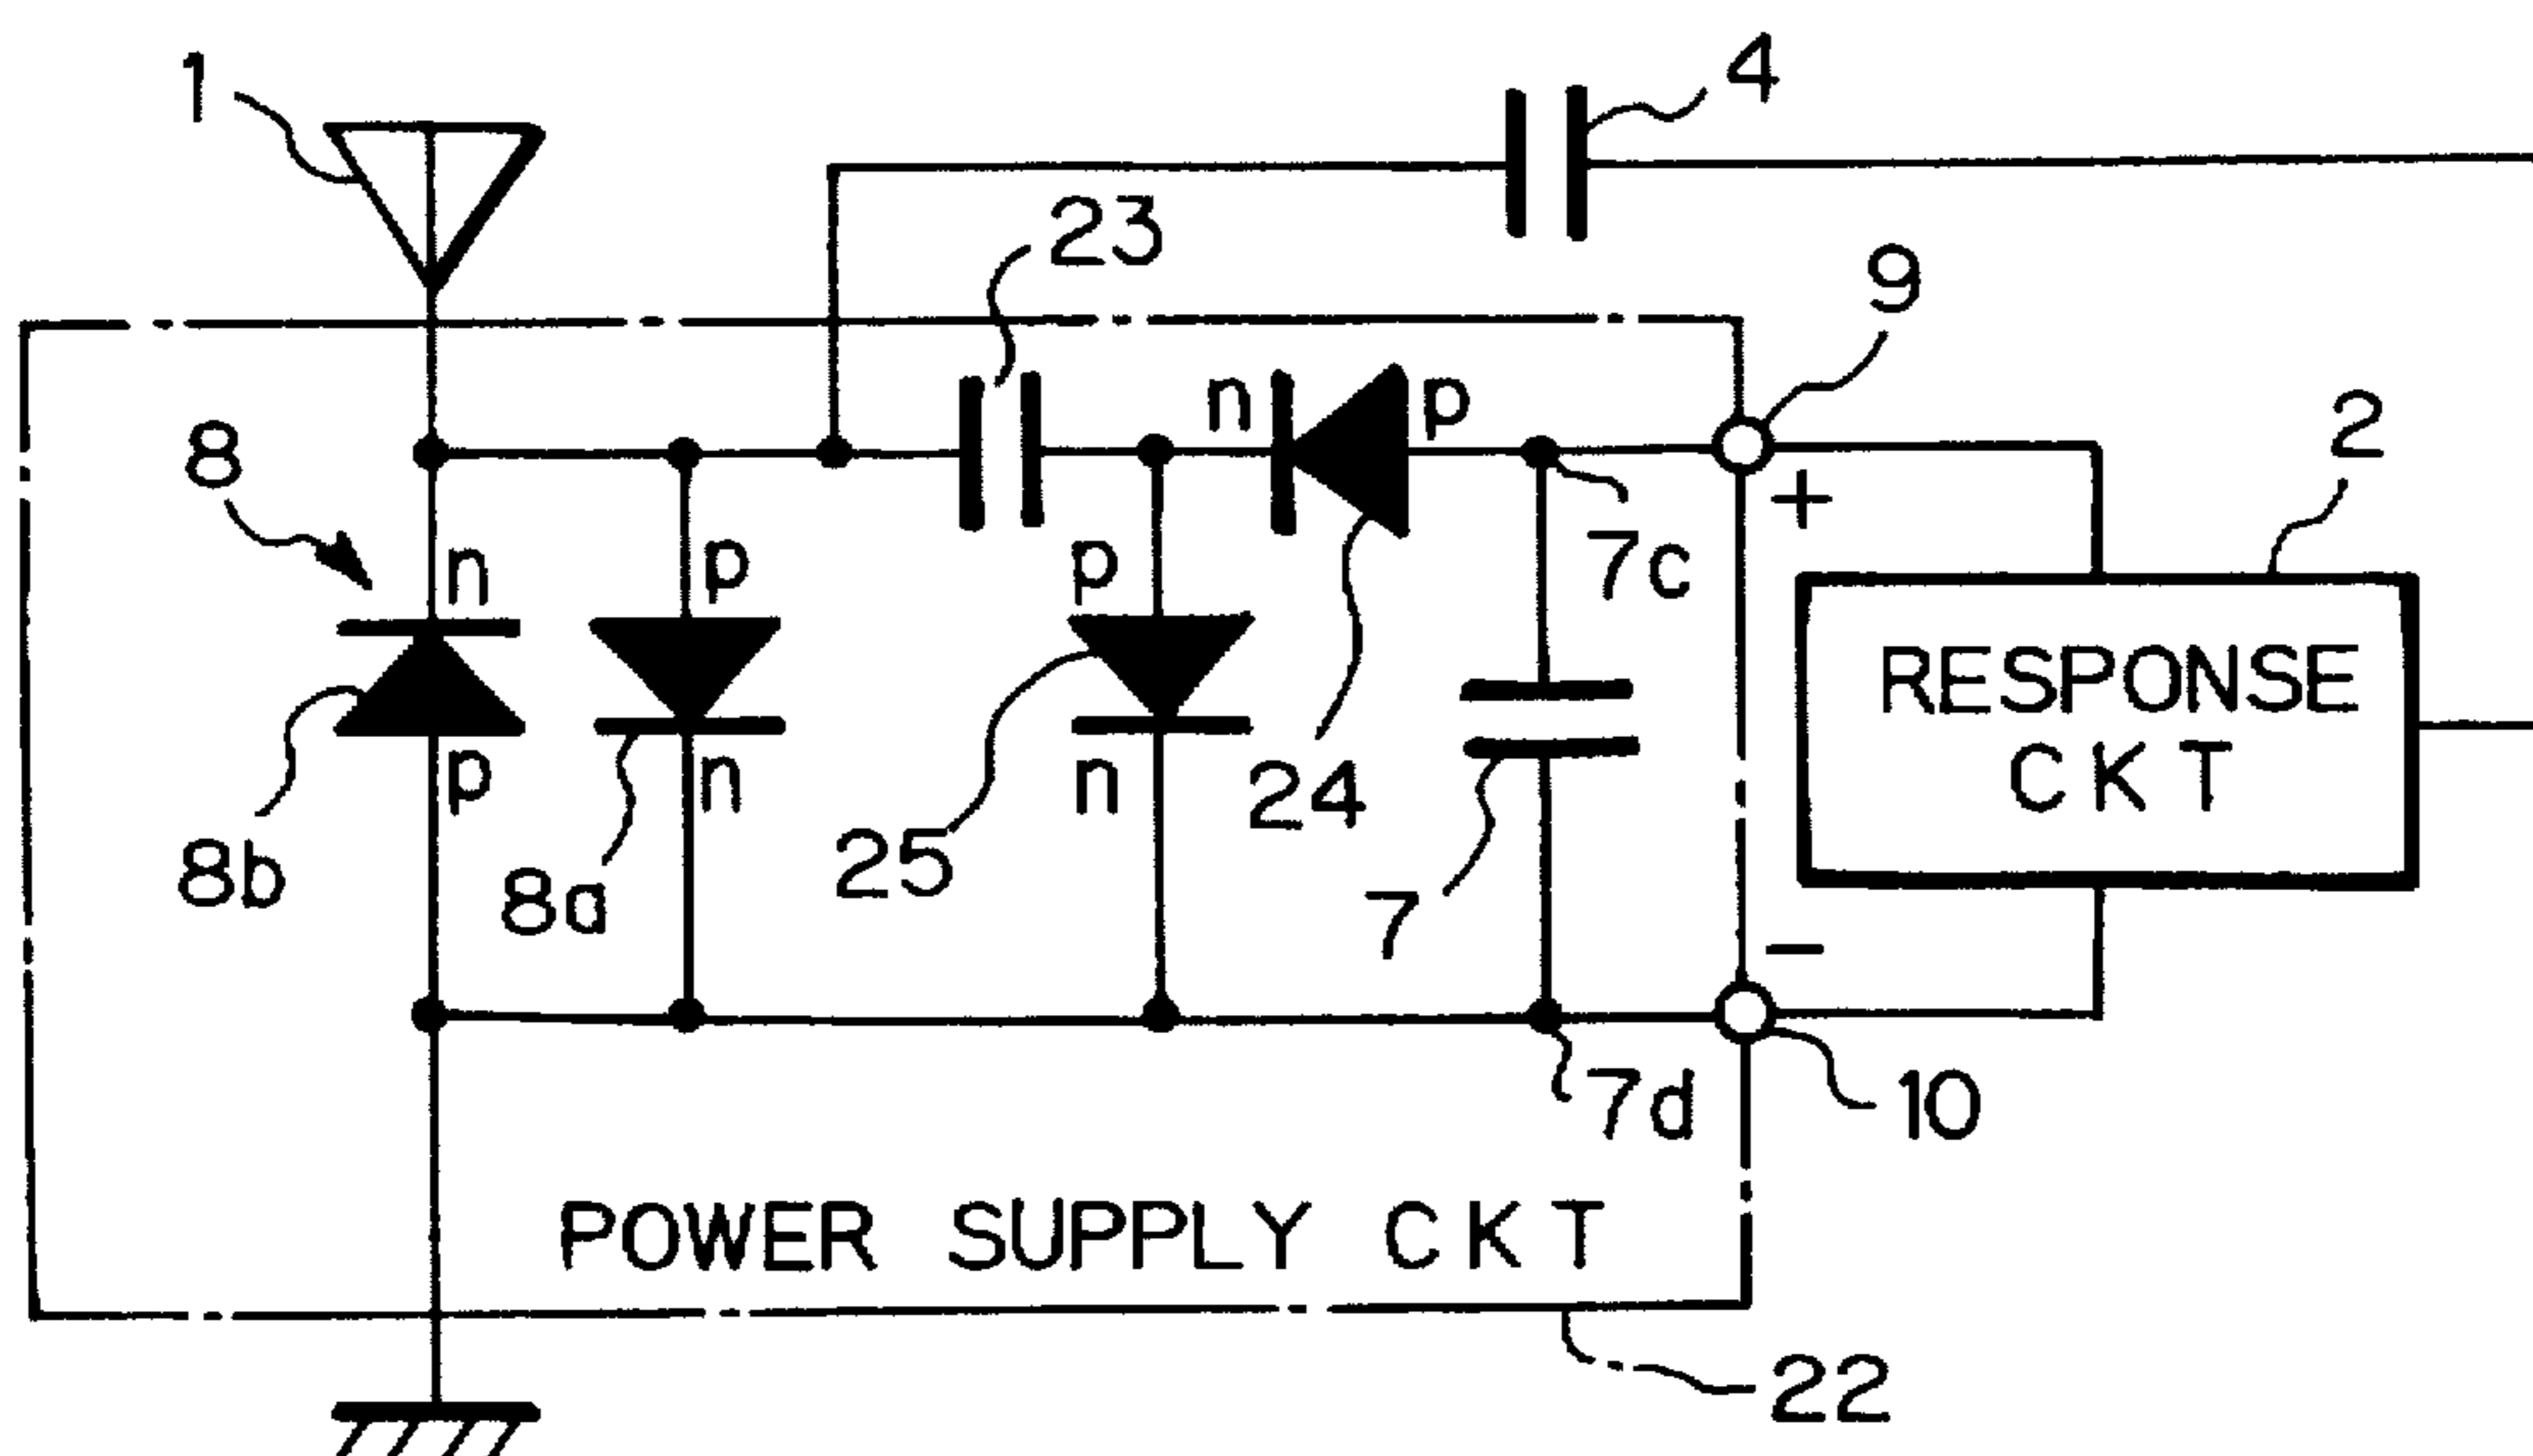 1
4
23
9
8
n
p
2
+
7c
n
p
p
RESPONSE
CKT
8b
p
8a
n
25
n
24
7
−
7d
10
POWER SUPPLY CKT
22